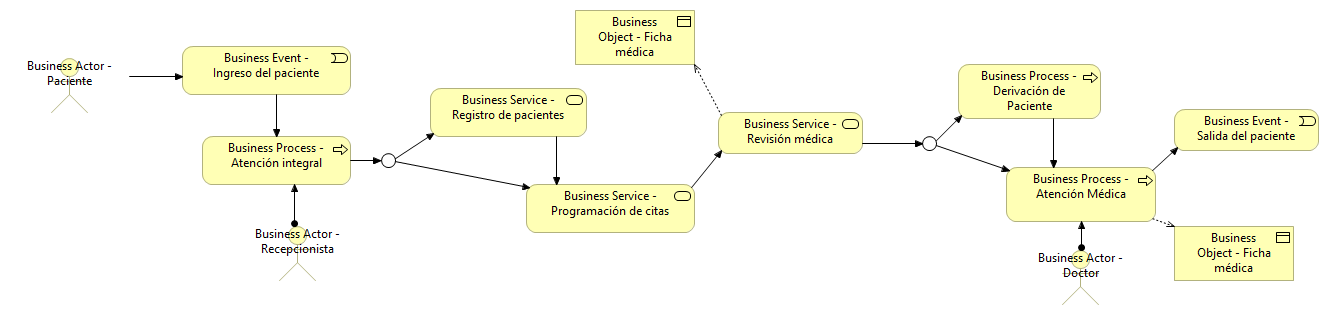 Business Actor -
Paciente
Business Event -
Ingreso del paciente
Business Process -
Atención integral
Business Actor -
Recepcionista
Business Service -
Registro de pacientes
Business Service -
Programación de citas
Business
Object - Ficha
médica
Business Service -
Revisión médica
Business Process -
Derivación de
Paciente
Business Process -
Atención Médica
Business Actor -
Doctor
Business Event -
Salida del paciente
Business
Object - Ficha
médica